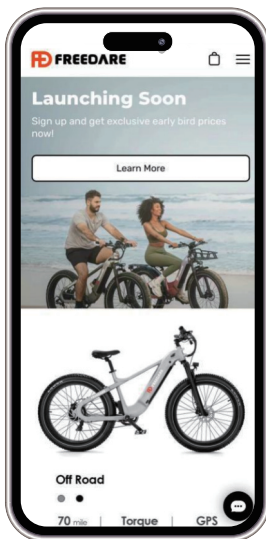 FREEDARE
Launching Soon
Sign up and get exclusive early bird prices
now!
Learn More
Off Road
70 mile | Torque | GPS